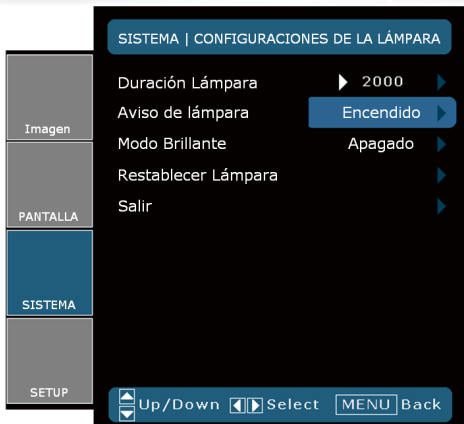 SISTEMA | CONFIGURACIONES DE LA LÁMPARA
Duración Lámpara 2000
Aviso de lámpara Encendido
Modo Brillante Apagado
Restablecer Lámpara
Salir
Imagen
PANTALLA
SISTEMA
SETUP
Up/Down Select MENU Back